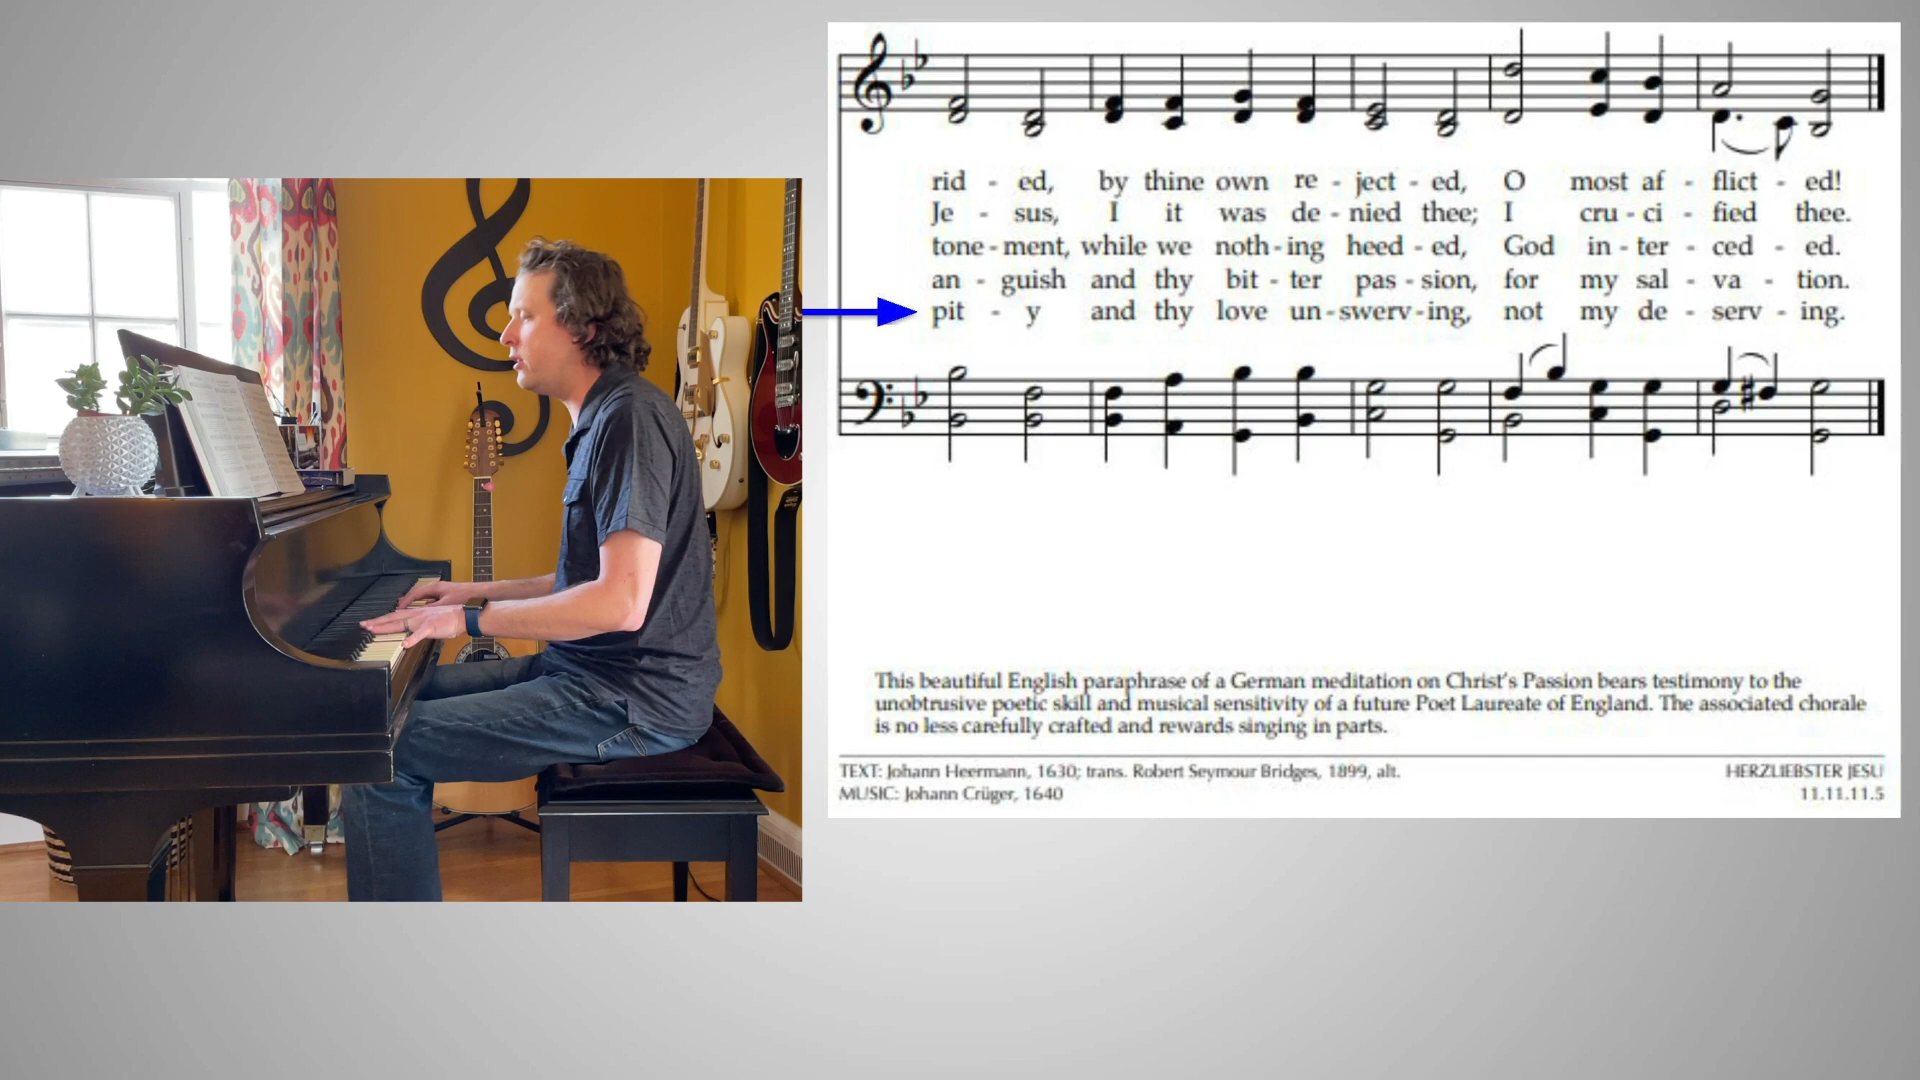 rid - ed, by thine own re - ject - ed, O most af - flict - ed!
Je - sus, I it was de - nied thee; I cru - ci - fied thee.
tone - ment, while we noth - ing heed - ed, God in - ter - ced - ed.
an - guish and thy bit - ter pas - sion, for my sal - va - tion.
pit - y and thy love un - swerv - ing, not my de - serv - ing.
This beautiful English paraphrase of a German meditation on Christ's Passion bears testimony to the
unobtrusive poetic skill and musical sensitivity of a future Poet Laureate of England. The associated chorale
is no less carefully crafted and rewards singing in parts.
TEXT: Johann Heermann, 1630; trans. Robert Seymour Bridges, 1899, alt.
MUSIC: Johann Crüger, 1640
HERZLIEBSTER JESU
11.11.11.5